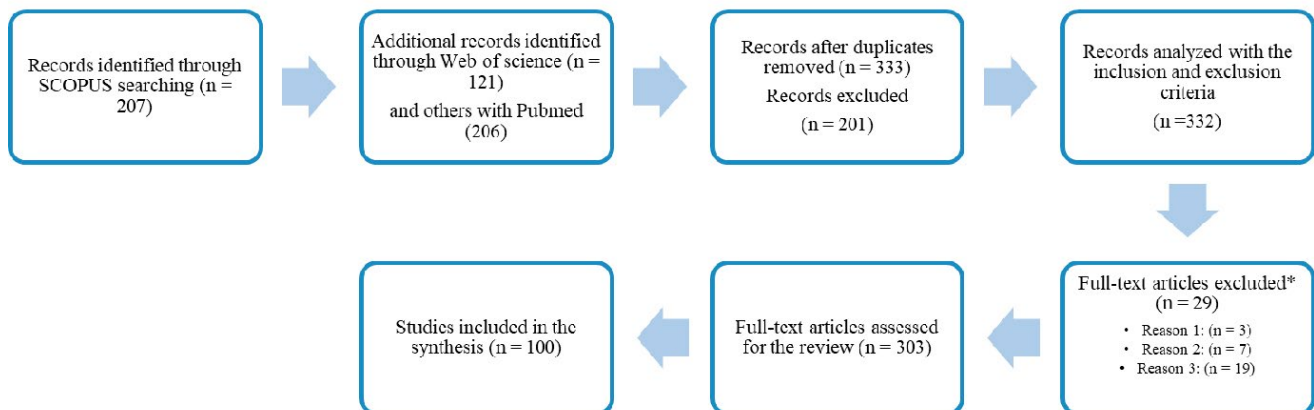 Records identified through
SCOPUS searching (n =
207)
Additional records identified
through Web of science (n =
121)
and others with Pubmed
(206)
Records after duplicates
removed (n = 333)
Records excluded
(n = 201)
Records analyzed with the
inclusion and exclusion
criteria
(n =332)
Full-text articles excluded*
(n = 29)
• Reason 1: (n = 3)
• Reason 2: (n = 7)
• Reason 3: (n = 19)
Full-text articles assessed
for the review (n = 303)
Studies included in the
synthesis (n = 100)